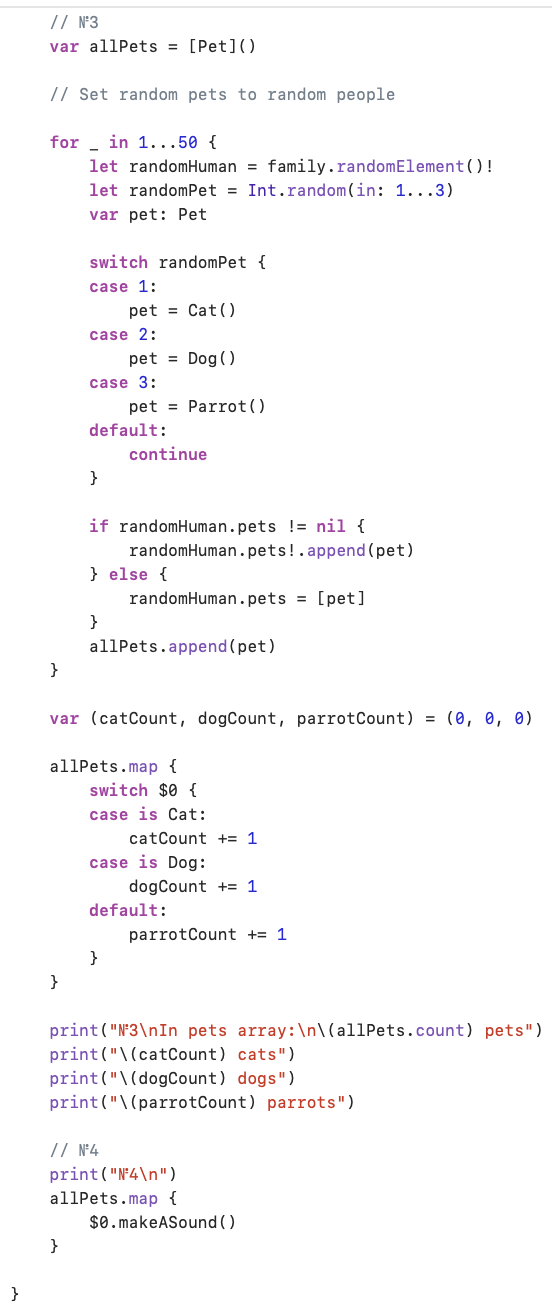 // №3
var allPets = [Pet]()
// Set random pets to random people
for _ in 1...50 {
let randomHuman = family.randomElement()!
let randomPet = Int.random(in: 1...3)
var pet: Pet
switch randomPet {
case 1:
pet = Cat()
case 2:
pet = Dog()
case 3:
pet = Parrot()
default:
continue
}
if randomHuman.pets != nil {
randomHuman.pets!.append(pet)
} else {
randomHuman.pets = [pet]
}
allPets.append(pet)
}
var (catCount, dogCount, parrotCount) = (0, 0, 0)
allPets.map {
switch $0 {
case is Cat:
catCount += 1
case is Dog:
dogCount += 1
default:
parrotCount += 1
}
}
print("№3\nIn pets array:\n\(allPets.count) pets")
print("\(catCount) cats")
print("\(dogCount) dogs")
print("\(parrotCount) parrots")
// №4
print("№4\n")
allPets.map {
$0.makeASound()
}
}